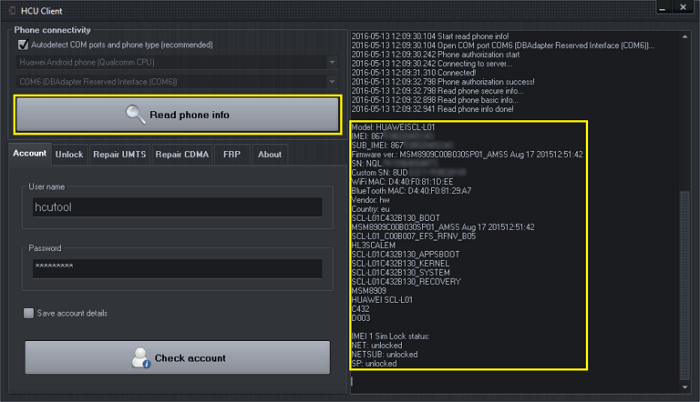 HCU Client
Phone connectivity
Autodetect COM ports and phone type (recommended)
Huawei Android phone (Qualcomm CPU)
COM6 (DBAdapter Reserved Interface (COM6))
Read phone info
Account
Unlock
Repair UMTS
Repair CDMA
FRP
About
User name
hcutool
Password
*********
Save account details
Check account
2016-05-13 12:09:30.104 Start read phone info!
2016-05-13 12:09:30.104 Open COM port COM6 (DBAdapter Reserved Interface (COM6))...
2016-05-13 12:09:30.242 Phone authorization start
2016-05-13 12:09:30.242 Connecting to server...
2016-05-13 12:09:31.310 Connected!
2016-05-13 12:09:32.798 Phone authorization success!
2016-05-13 12:09:32.798 Read phone secure info...
2016-05-13 12:09:32.898 Read phone basic info...
2016-05-13 12:09:32.941 Read phone info done!
Model: HUAWEISCL-L01
IMEI: 867
SUB_IMEI: 867
Firmware ver.: MSM8909C00B030SP01_AMSS Aug 17 201512:51:42
SN: NQL
Custom SN: 8UD
WiFi MAC: D4:40:F0:81:1D:EE
BlueTooth MAC: D4:40:F0:81:29:A7
Vendor: hw
Country: eu
SCL-L01C432B130_BOOT
MSM8909C00B030SP01_AMSS Aug 17 201512:51:42
SCL-L01_C00B007_EFS_RFNV_B05
HL3SCALEM
SCL-L01C432B130_APPSBOOT
SCL-L01C432B130_KERNEL
SCL-L01C432B130_SYSTEM
SCL-L01C432B130_RECOVERY
MSM8909
HUAWEI SCL-L01
C432
D003
IMEI 1 Sim Lock status:
NET: unlocked
NETSUB: unlocked
SP: unlocked